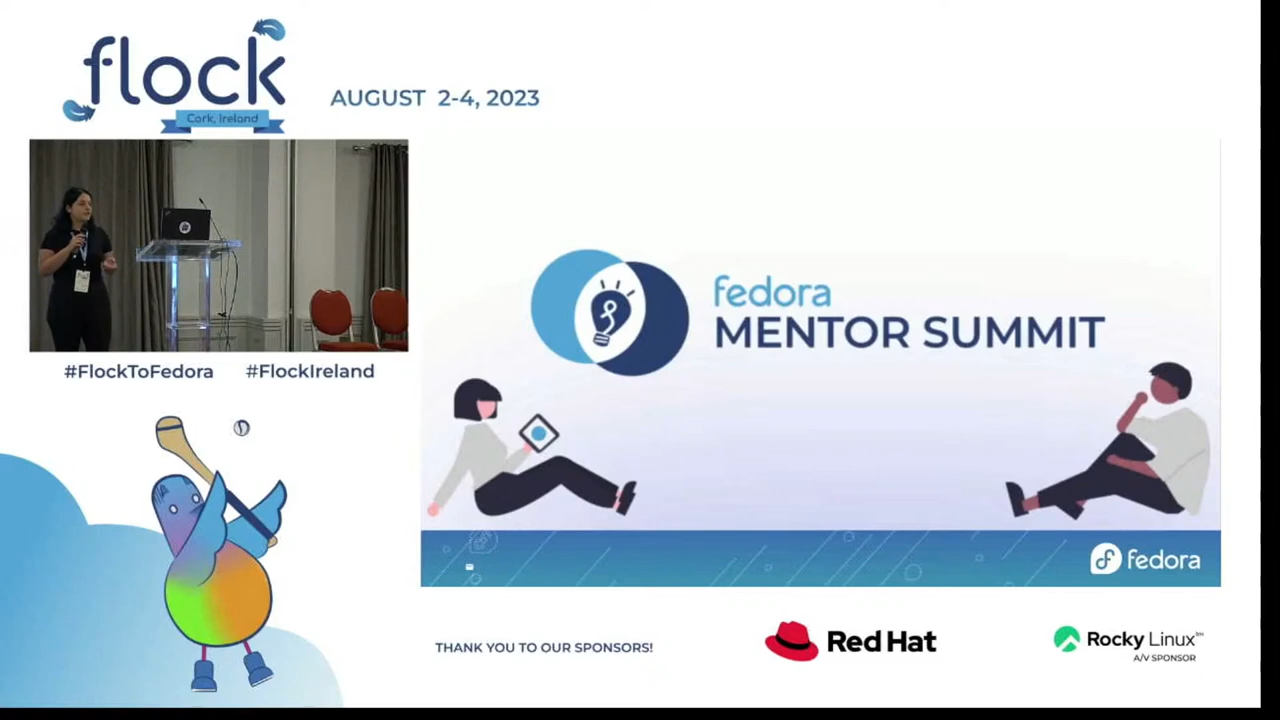 flock
Cork, Ireland
AUGUST 2-4, 2023
#FlockToFedora #FlockIreland
fedora
MENTOR SUMMIT
fedora
THANK YOU TO OUR SPONSORS!
Red Hat
Rocky Linux™
A/V SPONSOR